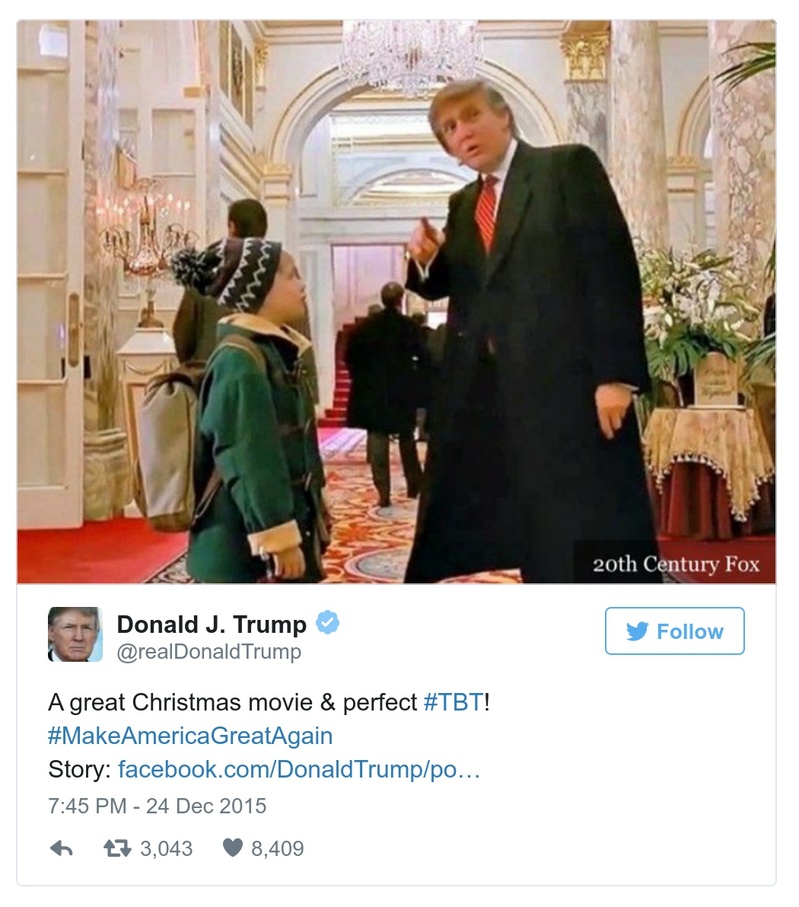 20th Century Fox
Donald J. Trump
Follow
@realDonaldTrump
A great Christmas movie & perfect #TBT!
#MakeAmericaGreatAgain
Story: facebook.com/DonaldTrump/po…
7:45 PM - 24 Dec 2015
3,043 8,409